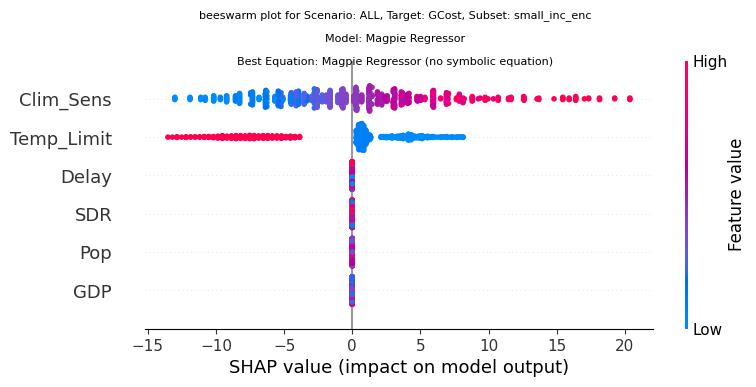 beeswarm plot for Scenario: ALL, Target: GCost, Subset: small_inc_enc
Model: Magpie Regressor
Best Equation: Magpie Regressor (no symbolic equation)
High
Clim_Sens
Temp_Limit
Delay
SDR
Pop
GDP
Feature value
Low
−15 −10 −5 0 5 10 15 20
SHAP value (impact on model output)